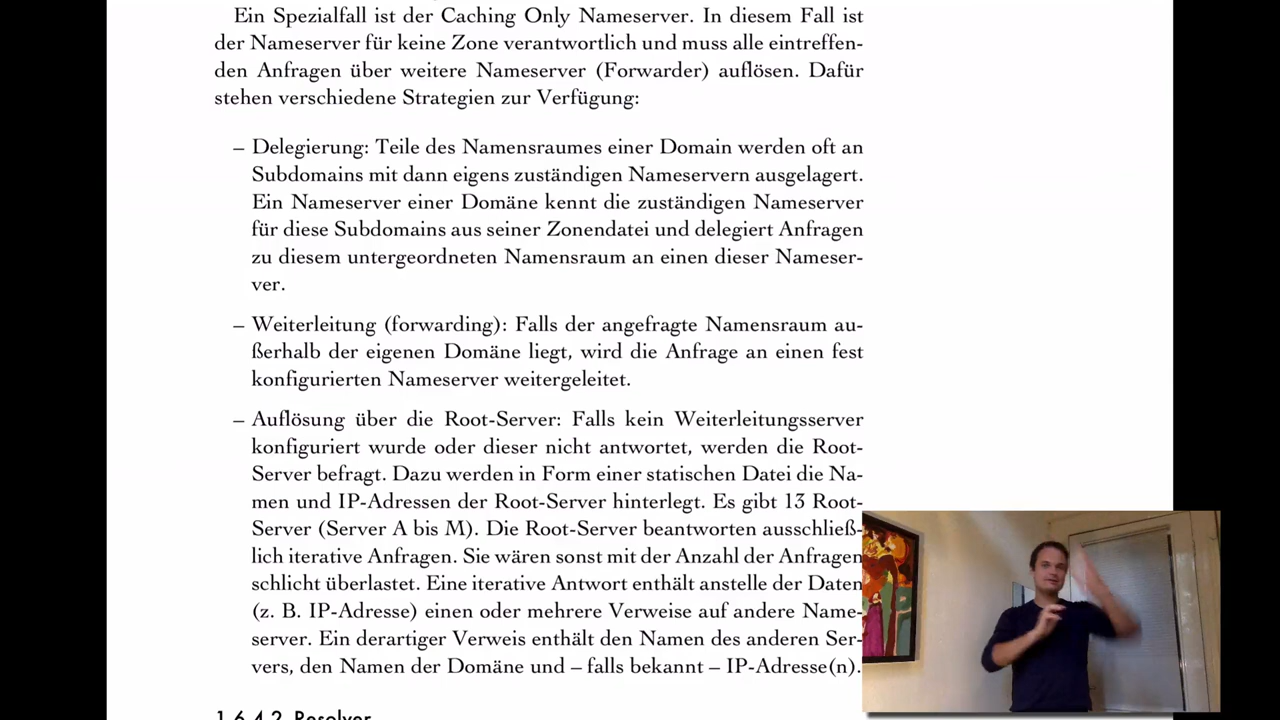 Ein Spezialfall ist der Caching Only Nameserver. In diesem Fall ist
der Nameserver für keine Zone verantwortlich und muss alle eintreffen-
den Anfragen über weitere Nameserver (Forwarder) auflösen. Dafür
stehen verschiedene Strategien zur Verfügung:
– Delegierung: Teile des Namensraumes einer Domain werden oft an
Subdomains mit dann eigens zuständigen Nameservern ausgelagert.
Ein Nameserver einer Domäne kennt die zuständigen Nameserver
für diese Subdomains aus seiner Zonendatei und delegiert Anfragen
zu diesem untergeordneten Namensraum an einen dieser Nameser-
ver.
– Weiterleitung (forwarding): Falls der angefragte Namensraum au-
ßerhalb der eigenen Domäne liegt, wird die Anfrage an einen fest
konfigurierten Nameserver weitergeleitet.
– Auflösung über die Root-Server: Falls kein Weiterleitungsserver
konfiguriert wurde oder dieser nicht antwortet, werden die Root-
Server befragt. Dazu werden in Form einer statischen Datei die Na-
men und IP-Adressen der Root-Server hinterlegt. Es gibt 13 Root-
Server (Server A bis M). Die Root-Server beantworten ausschließ-
lich iterative Anfragen. Sie wären sonst mit der Anzahl der Anfragen
schlicht überlastet. Eine iterative Antwort enthält anstelle der Daten
(z. B. IP-Adresse) einen oder mehrere Verweise auf andere Name-
server. Ein derartiger Verweis enthält den Namen des anderen Ser-
vers, den Namen der Domäne und – falls bekannt – IP-Adresse(n).
1.6.4.2 Resolver